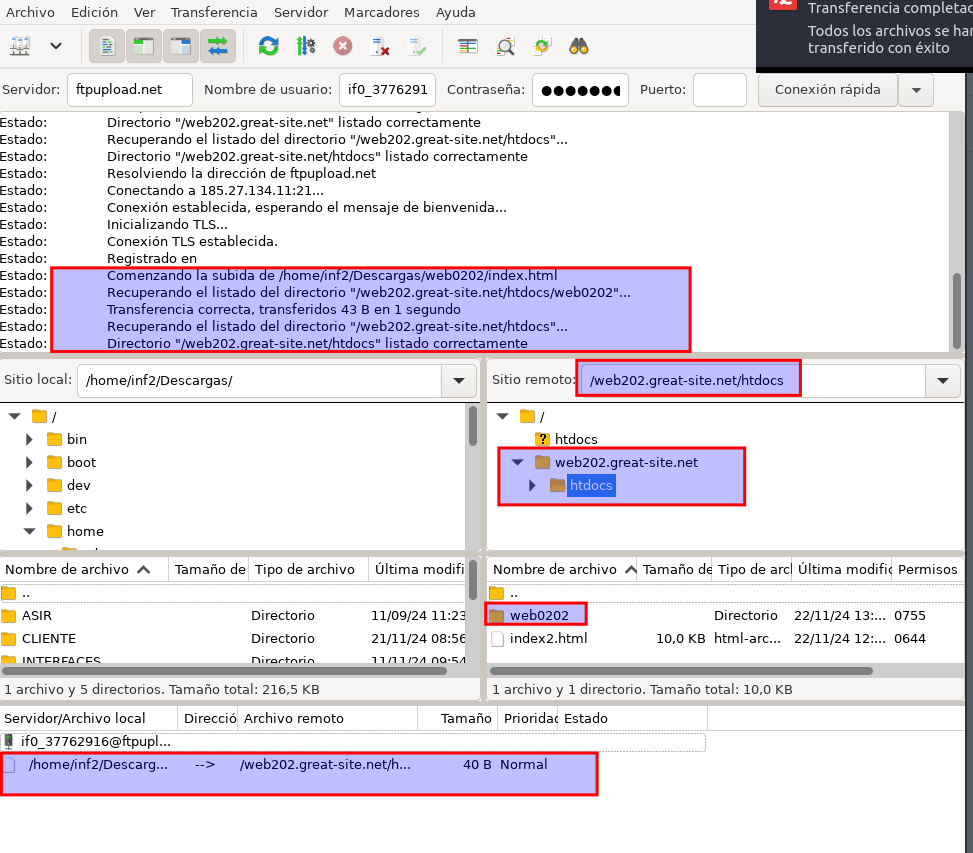 Archivo Edición Ver Transferencia Servidor Marcadores Ayuda
Transferencia completad
Todos los archivos se han
transferido con éxito
Servidor: ftpupload.net Nombre de usuario: if0_3776291 Contraseña: ●●●●●●● Puerto: Conexión rápida
Estado: Directorio "/web202.great-site.net" listado correctamente
Estado: Recuperando el listado del directorio "/web202.great-site.net/htdocs"...
Estado: Directorio "/web202.great-site.net/htdocs" listado correctamente
Estado: Resolviendo la dirección de ftpupload.net
Estado: Conectando a 185.27.134.11:21...
Estado: Conexión establecida, esperando el mensaje de bienvenida...
Estado: Inicializando TLS...
Estado: Conexión TLS establecida.
Estado: Registrado en
Estado: Comenzando la subida de /home/inf2/Descargas/web0202/index.html
Estado: Recuperando el listado del directorio "/web202.great-site.net/htdocs/web0202"...
Estado: Transferencia correcta, transferidos 43 B en 1 segundo
Estado: Recuperando el listado del directorio "/web202.great-site.net/htdocs"...
Estado: Directorio "/web202.great-site.net/htdocs" listado correctamente
Sitio local: /home/inf2/Descargas/
/
bin
boot
dev
etc
home
Sitio remoto: /web202.great-site.net/htdocs
/
? htdocs
web202.great-site.net
htdocs
Nombre de archivo Tamaño de Tipo de archivo Última modifi
..
ASIR Directorio 11/09/24 11:23
CLIENTE Directorio 21/11/24 08:56
INTERFACES Directorio 11/11/24 09:54
1 archivo y 5 directorios. Tamaño total: 216,5 KB
Nombre de archivo Tamaño de Tipo de arcl Última modific Permisos
..
web0202 Directorio 22/11/24 13:... 0755
index2.html 10,0 KB html-arc... 22/11/24 12:... 0644
1 archivo y 1 directorio. Tamaño total: 10,0 KB
Servidor/Archivo local Direcció Archivo remoto Tamaño Prioridad Estado
if0_37762916@ftpupl...
/home/inf2/Descarg... --> /web202.great-site.net/h... 40 B Normal